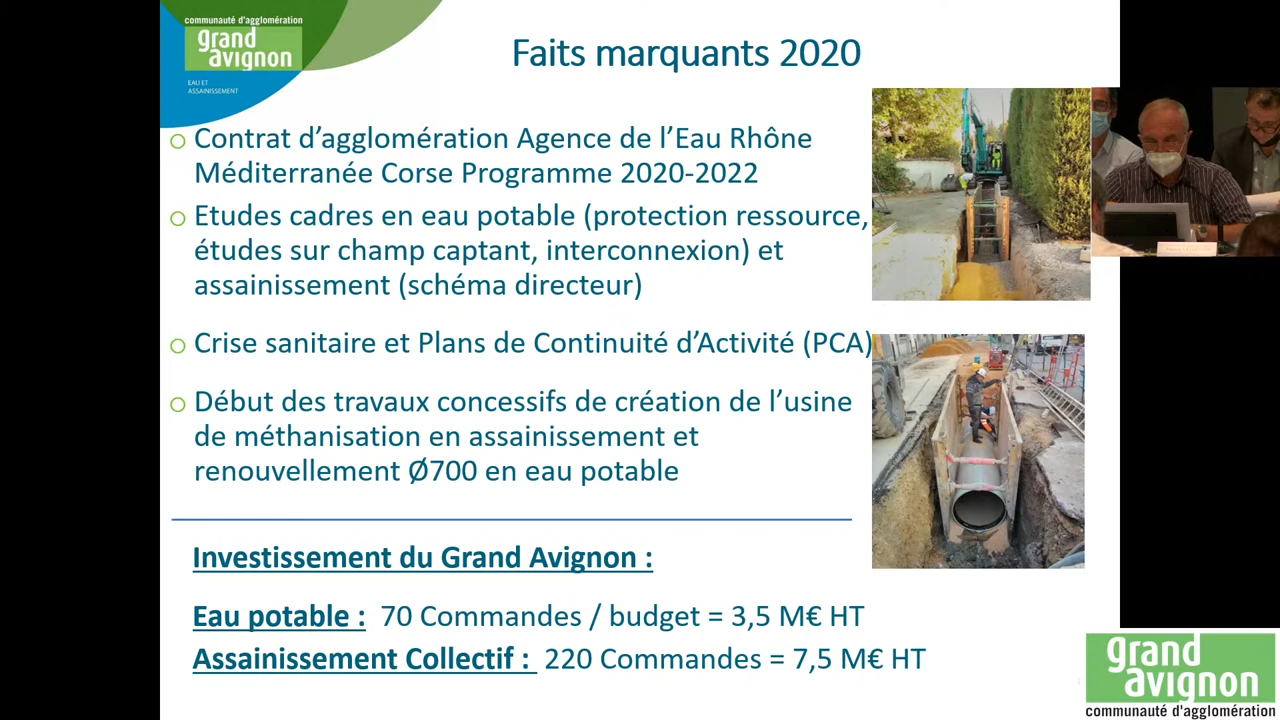 communauté d'agglomération
grand
avignon
EAU ET
ASSAINISSEMENT
Faits marquants 2020
Contrat d'agglomération Agence de l'Eau Rhône
Méditerranée Corse Programme 2020-2022
Etudes cadres en eau potable (protection ressource,
études sur champ captant, interconnexion) et
assainissement (schéma directeur)
Crise sanitaire et Plans de Continuité d'Activité (PCA)
Début des travaux concessifs de création de l'usine
de méthanisation en assainissement et
renouvellement Ø700 en eau potable
Investissement du Grand Avignon :
Eau potable : 70 Commandes / budget = 3,5 M€ HT
Assainissement Collectif : 220 Commandes = 7,5 M€ HT
grand
avignon
communauté d'agglomération